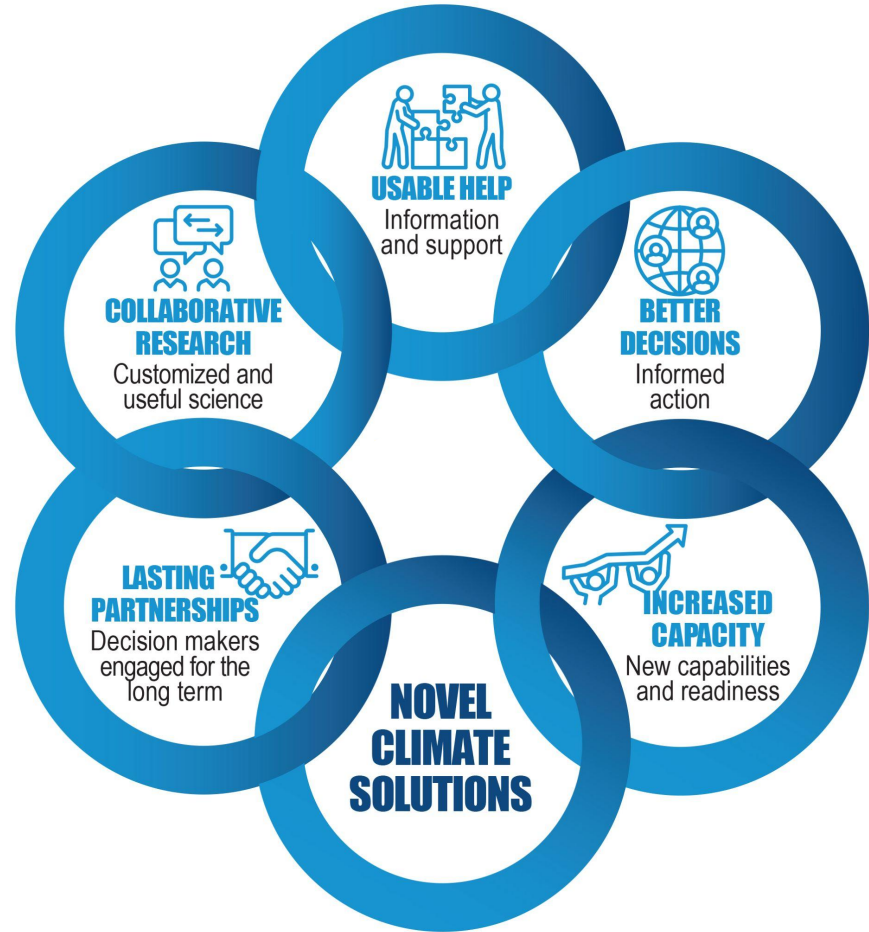 USABLE HELP
Information
and support
COLLABORATIVE
RESEARCH
Customized and
useful science
BETTER
DECISIONS
Informed
action
LASTING
PARTNERSHIPS
Decision makers
engaged for the
long term
INCREASED
CAPACITY
New capabilities
and readiness
NOVEL
CLIMATE
SOLUTIONS